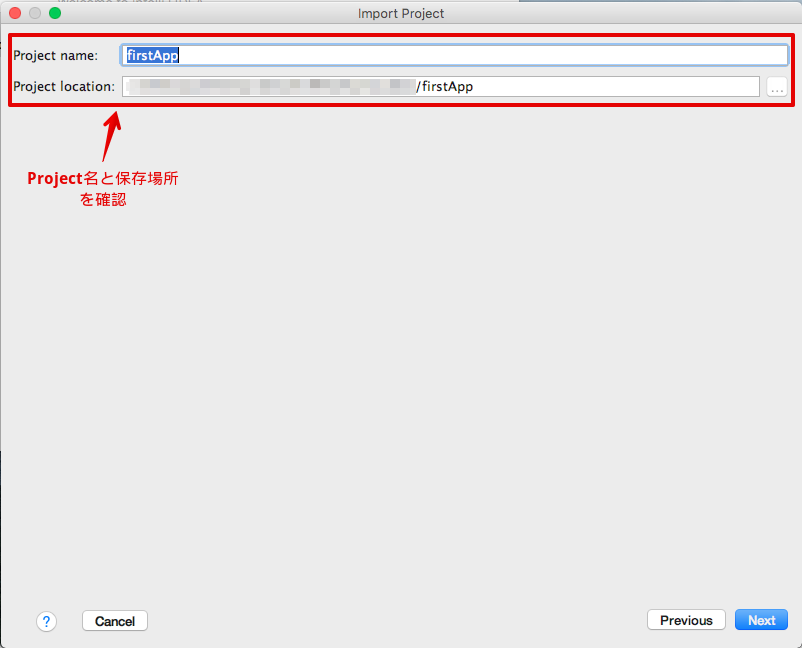 Import Project
Project name: firstApp
Project location: /firstApp ...
Project名と保存場所
を確認
? Cancel Previous Next